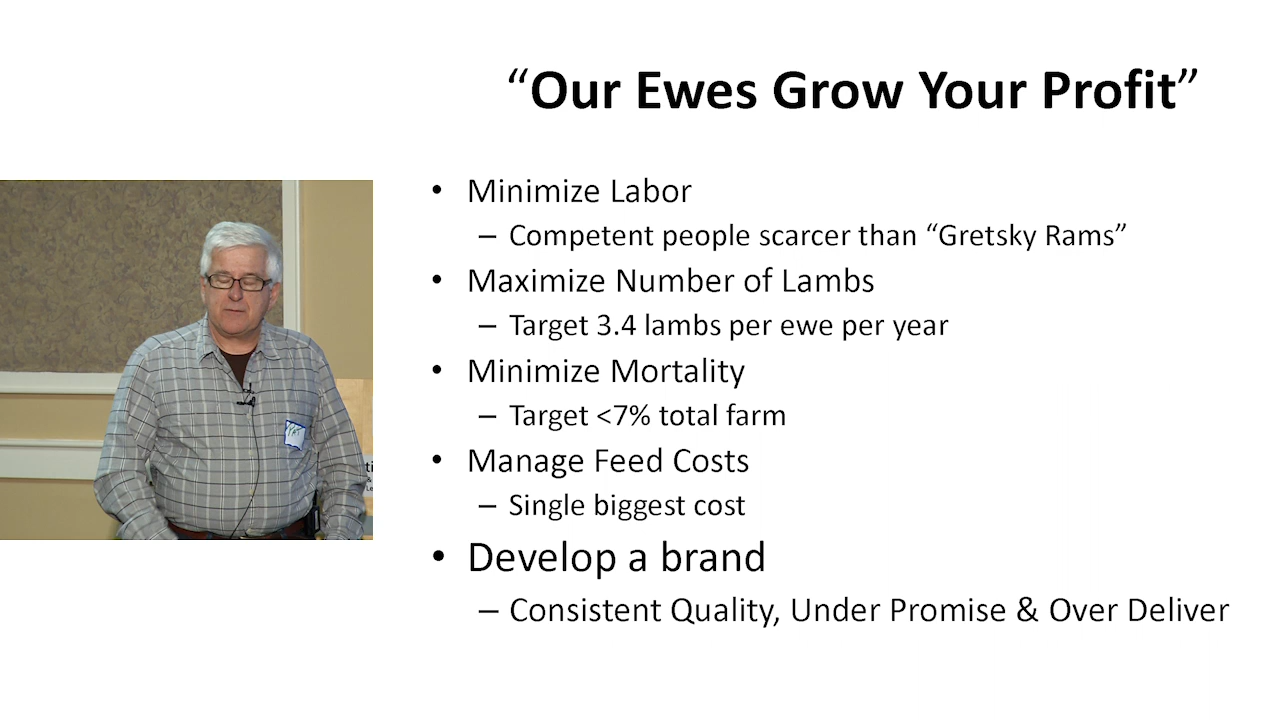 “Our Ewes Grow Your Profit”
• Minimize Labor
– Competent people scarcer than “Gretsky Rams”
• Maximize Number of Lambs
– Target 3.4 lambs per ewe per year
• Minimize Mortality
– Target <7% total farm
• Manage Feed Costs
– Single biggest cost
• Develop a brand
– Consistent Quality, Under Promise & Over Deliver
PAT